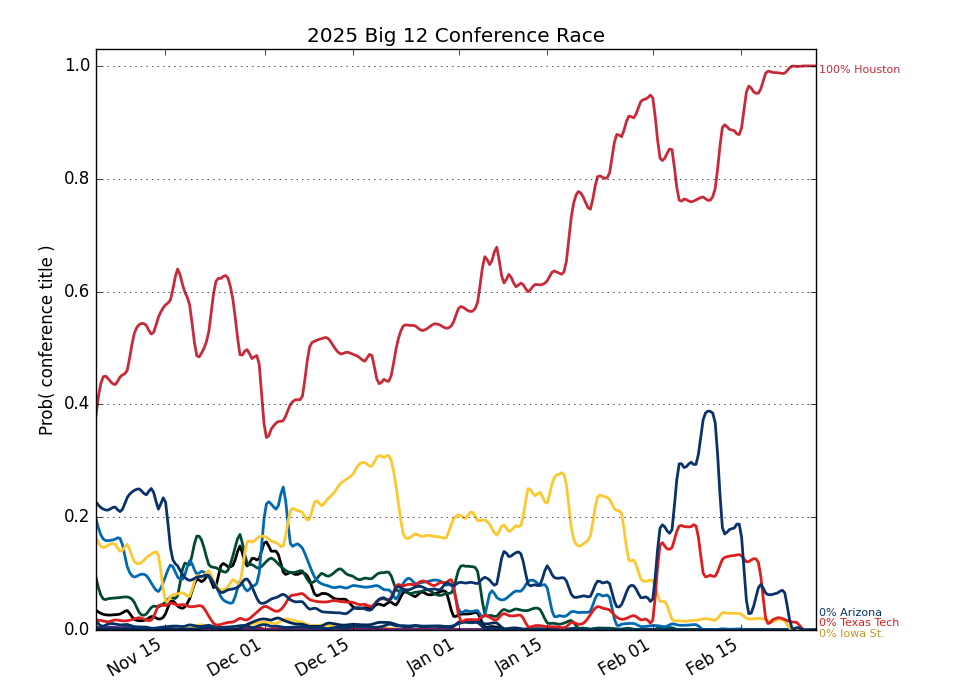 2025 Big 12 Conference Race
Prob( conference title )
1.0
0.8
0.6
0.4
0.2
0.0
Nov 15
Dec 01
Dec 15
Jan 01
Jan 15
Feb 01
Feb 15
100% Houston
0% Arizona
0% Texas Tech
0% Iowa St.